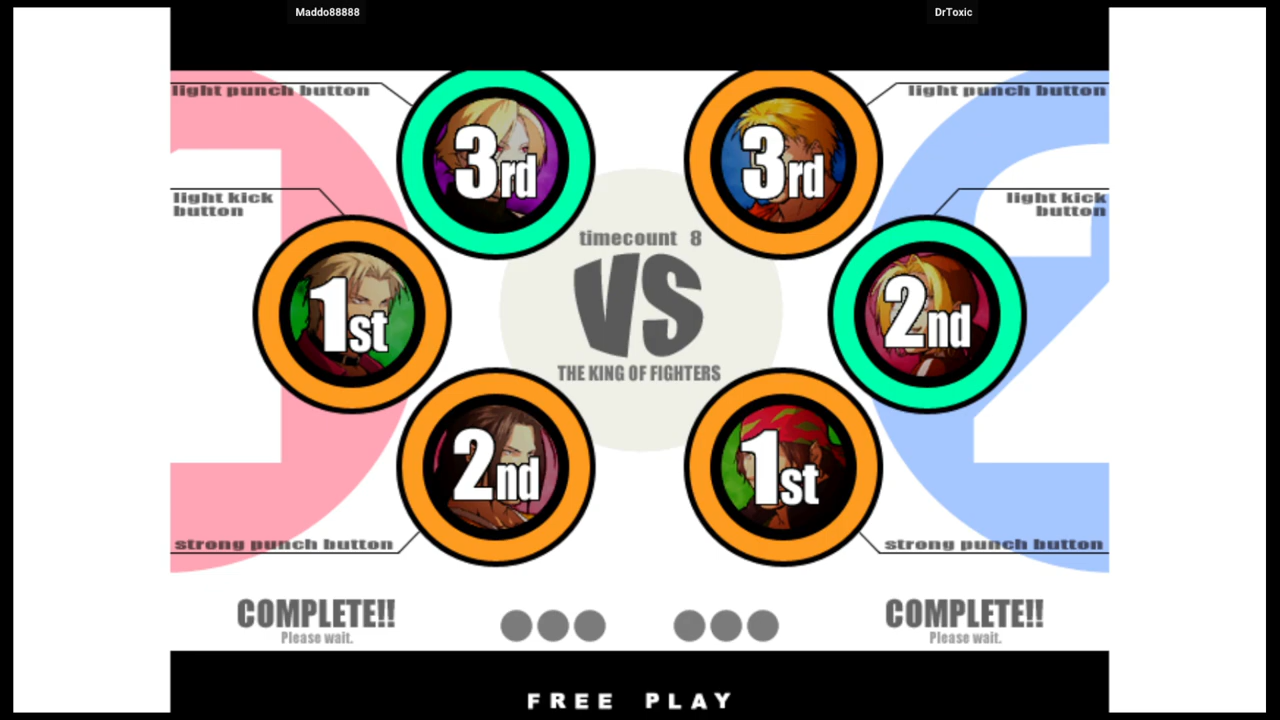 Maddo88888
DrToxic
light punch button
light punch button
3rd
3rd
light kick
button
light kick
button
timecount 8
VS
THE KING OF FIGHTERS
1st
2nd
2nd
1st
strong punch button
strong punch button
COMPLETE!!
Please wait.
COMPLETE!!
Please wait.
FREE PLAY